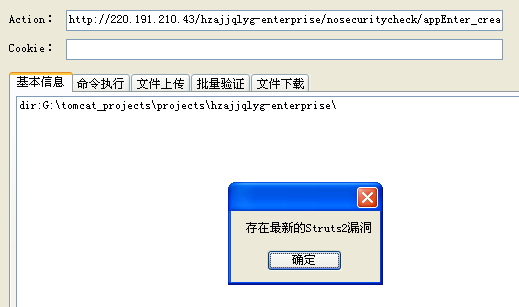 Action: http://220.191.210.43/hzajjqlyg-enterprise/nosecuritycheck/appEnter_crea
Cookie:
基本信息 命令执行 文件上传 批量验证 文件下载
dir:G:\tomcat_projects\projects\hzajjqlyg-enterprise\
存在最新的Struts2漏洞
确定